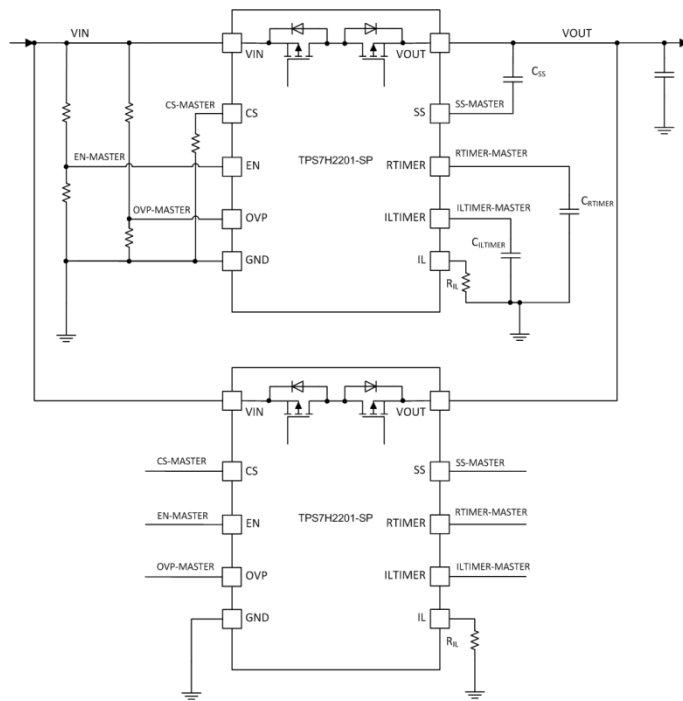 VIN VOUT
VIN VOUT
CS-MASTER CS SS SS-MASTER CSS
EN-MASTER EN TPS7H2201-SP RTIMER RTIMER-MASTER CRTIMER
OVP-MASTER OVP ILTIMER ILTIMER-MASTER CILTIMER
GND IL RIL
VIN VOUT
CS-MASTER CS SS SS-MASTER
EN-MASTER EN TPS7H2201-SP RTIMER RTIMER-MASTER
OVP-MASTER OVP ILTIMER ILTIMER-MASTER
GND IL
RIL